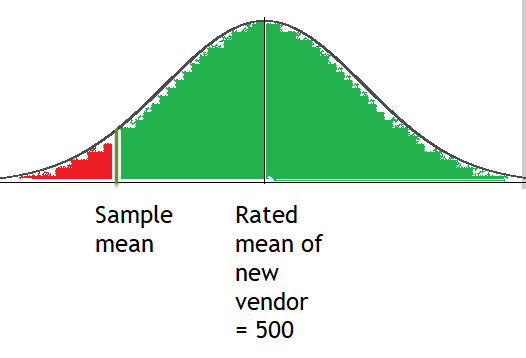 Sample
mean
Rated
mean of
new
vendor
= 500